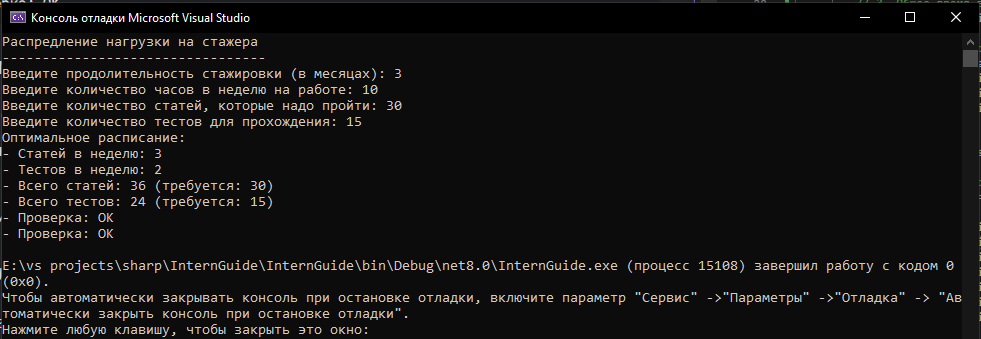 Консоль отладки Microsoft Visual Studio
Распредление нагрузки на стажера
---------------------------------
Введите продолительность стажировки (в месяцах): 3
Введите количество часов в неделю на работе: 10
Введите количество статей, которые надо пройти: 30
Введите количество тестов для прохождения: 15
Оптимальное расписание:
- Статей в неделю: 3
- Тестов в неделю: 2
- Всего статей: 36 (требуется: 30)
- Всего тестов: 24 (требуется: 15)
- Проверка: ОК
- Проверка: ОК
E:\vs projects\sharp\InternGuide\InternGuide\bin\Debug\net8.0\InternGuide.exe (процесс 15108) завершил работу с кодом 0
(0x0).
Чтобы автоматически закрывать консоль при остановке отладки, включите параметр "Сервис" ->"Параметры" ->"Отладка" -> "Ав
томатически закрыть консоль при остановке отладки".
Нажмите любую клавишу, чтобы закрыть это окно: